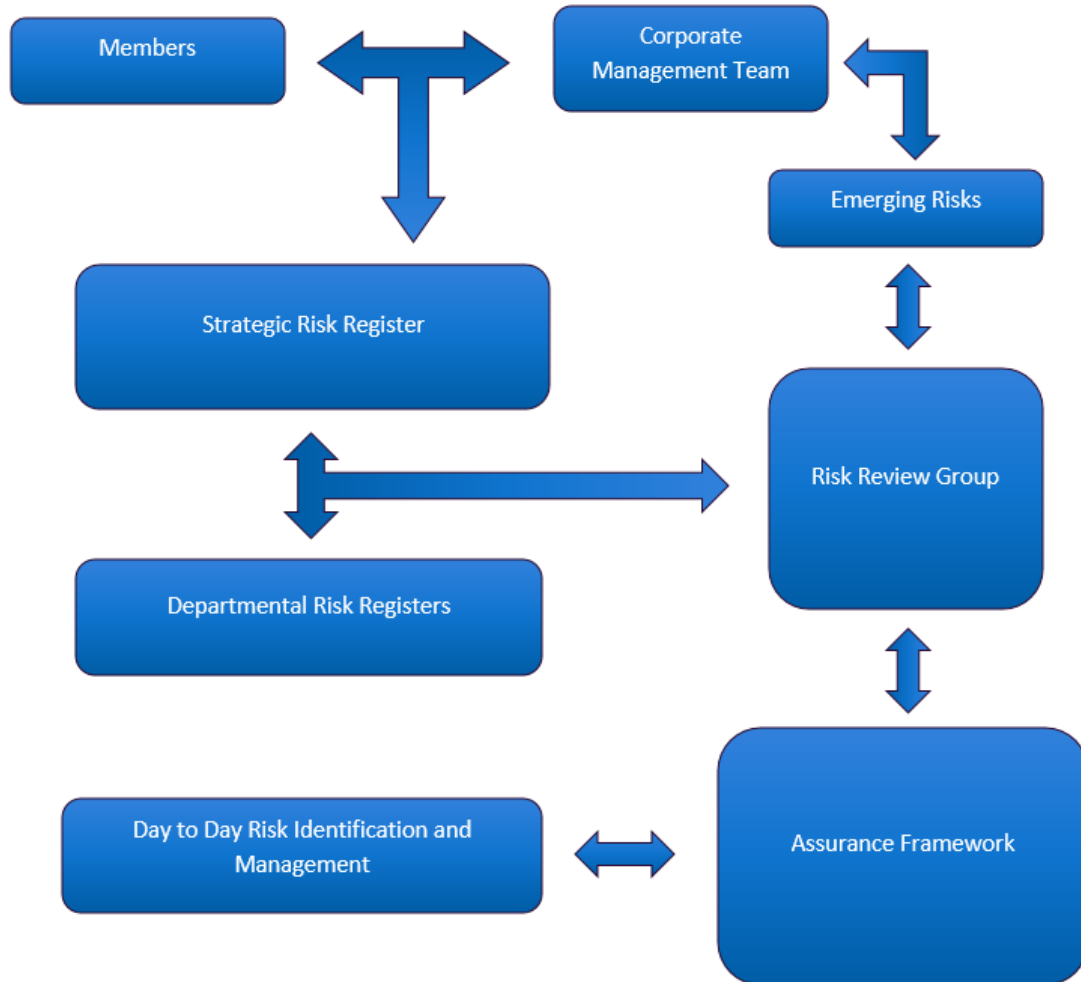 Members
Corporate
Management Team
Emerging Risks
Strategic Risk Register
Risk Review Group
Departmental Risk Registers
Day to Day Risk Identification and
Management
Assurance Framework